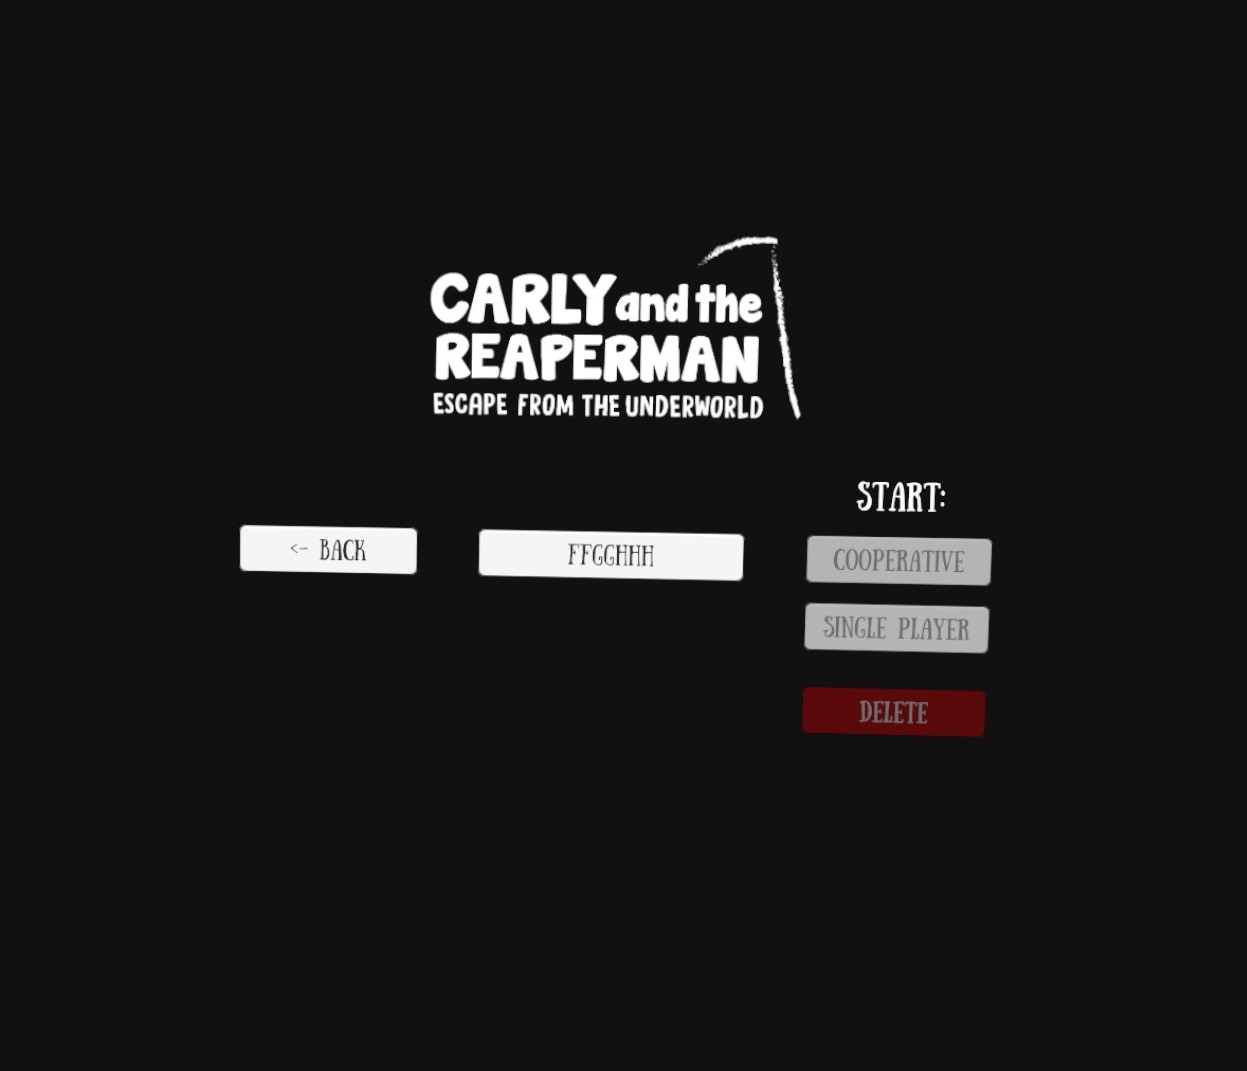 CARLY and the
REAPERMAN
ESCAPE FROM THE UNDERWORLD
START:
<- BACK
FFGGHHH
COOPERATIVE
SINGLE PLAYER
DELETE